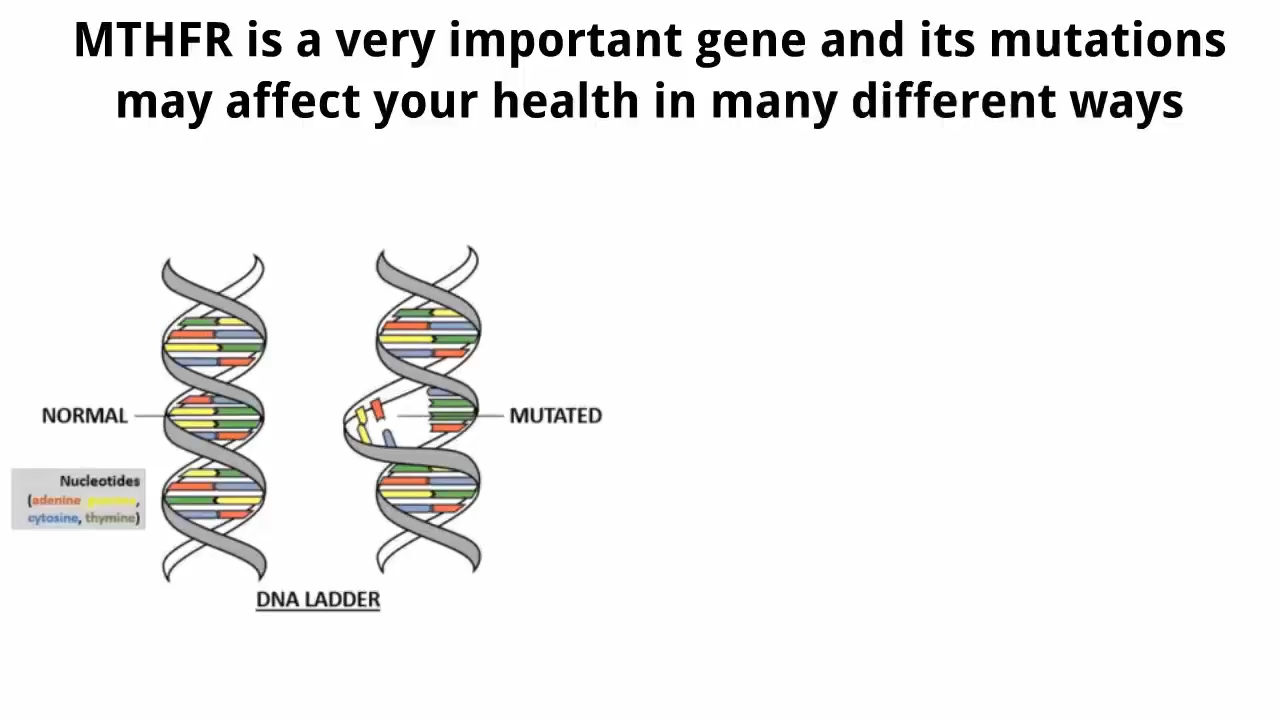 MTHFR is a very important gene and its mutations
may affect your health in many different ways
NORMAL
MUTATED
Nucleotides
(adenine,
cytosine, thymine)
DNA LADDER